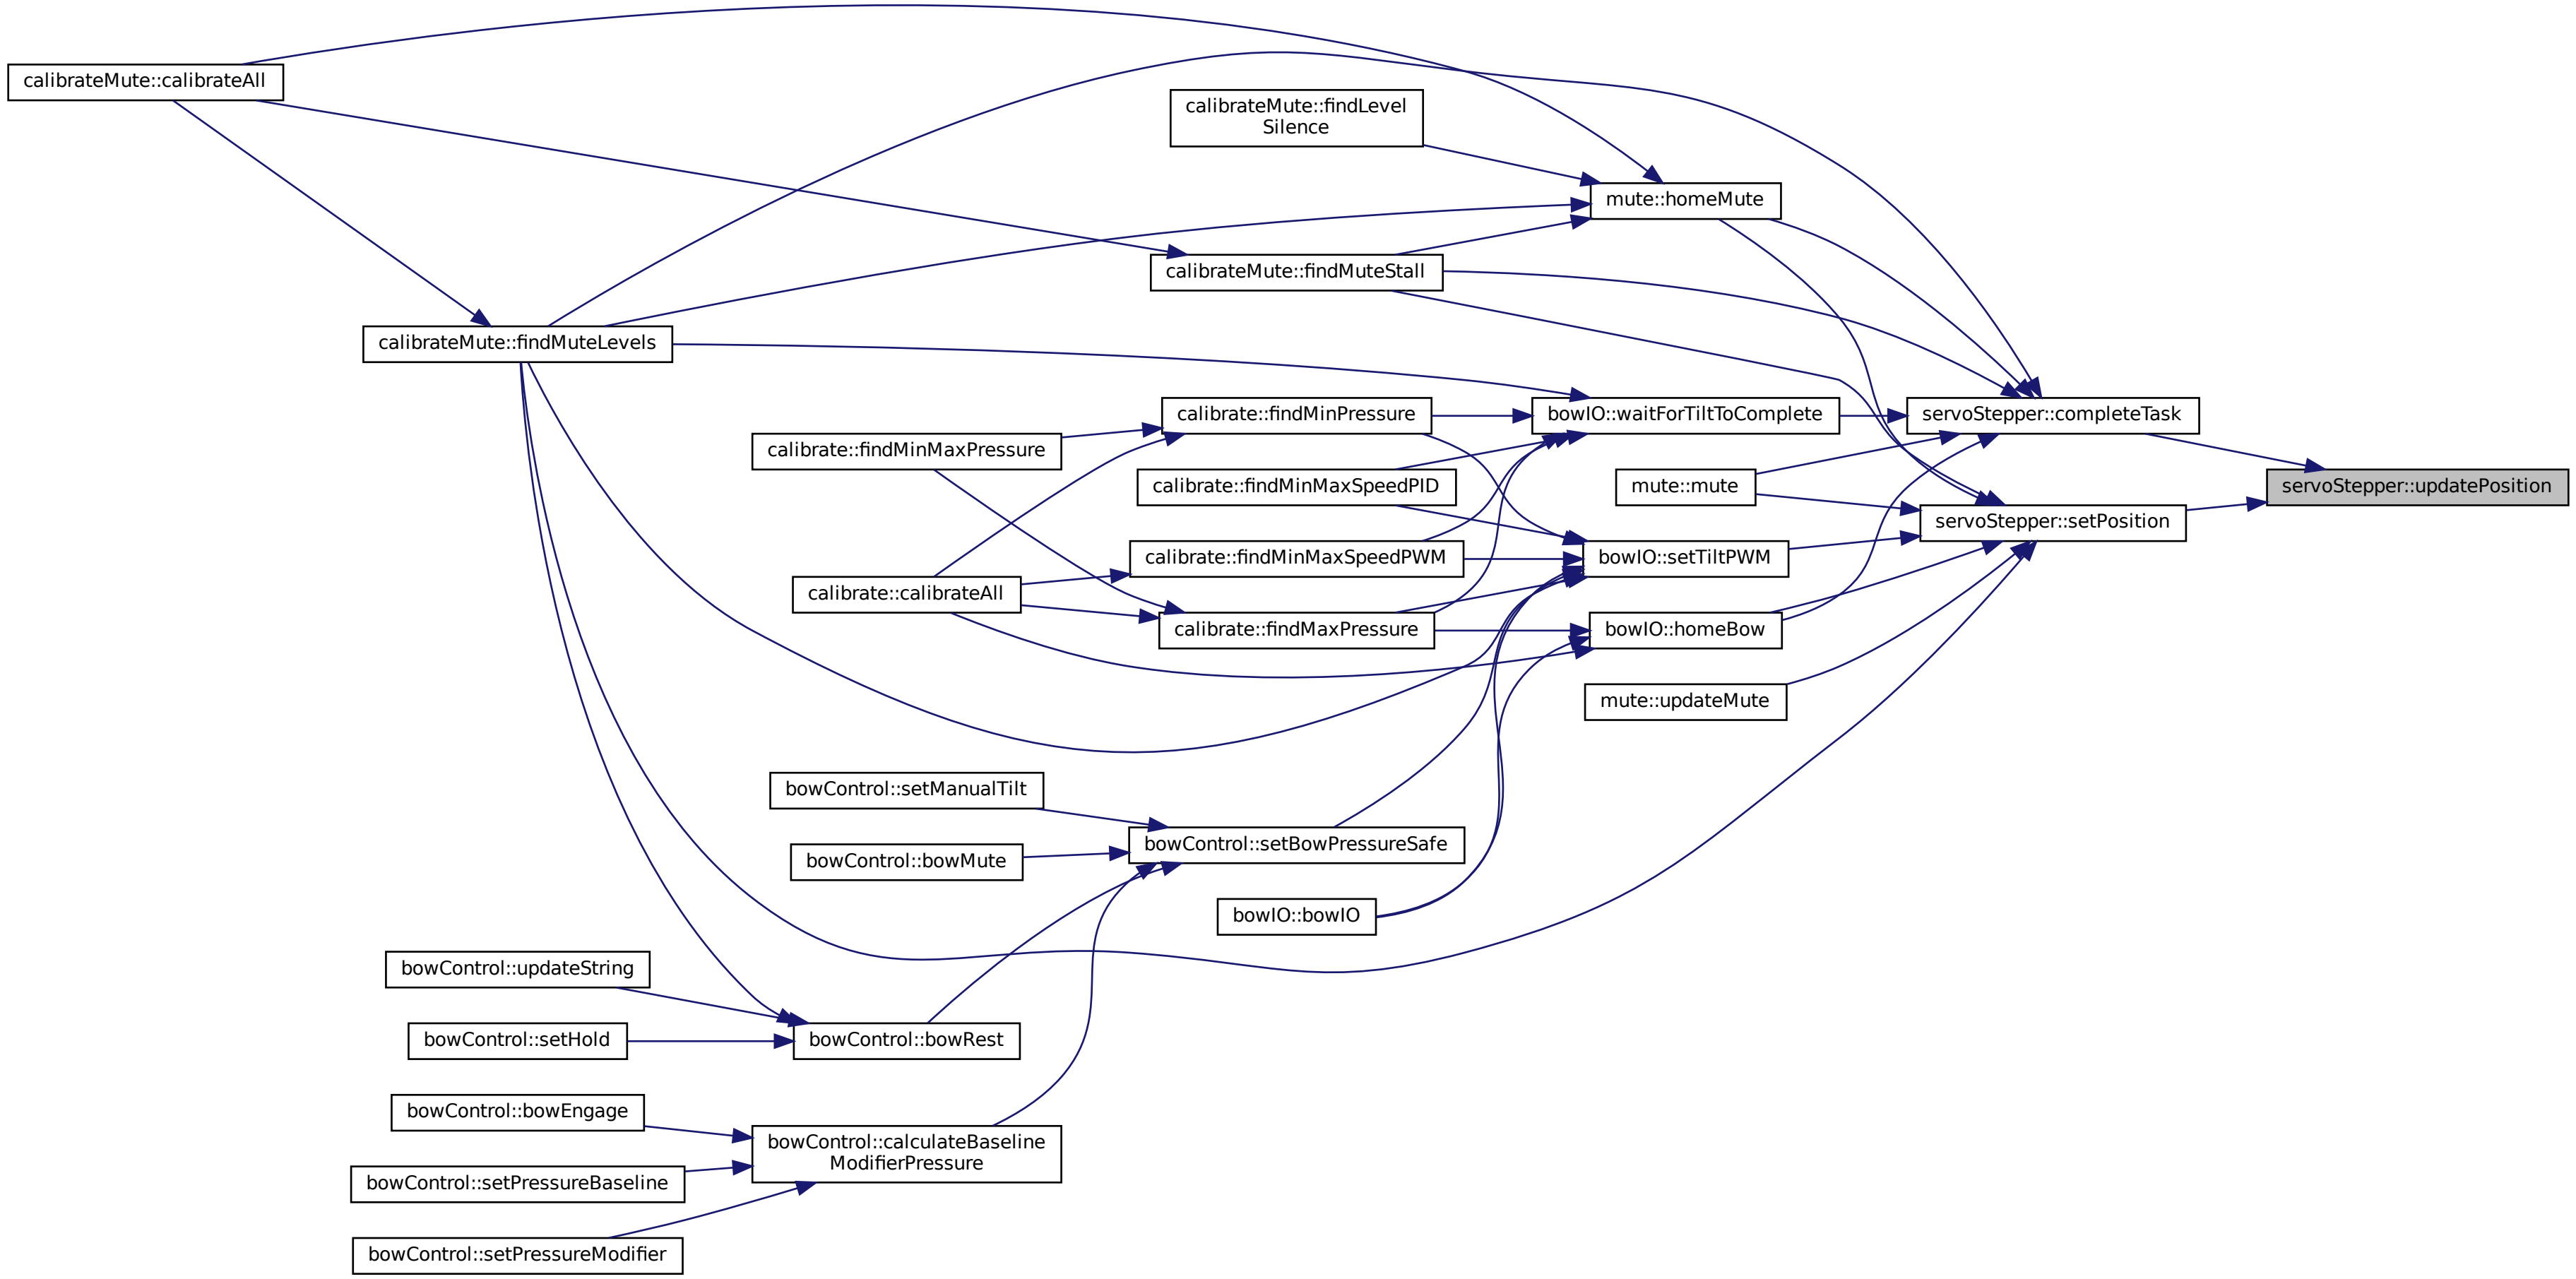 calibrateMute::calibrateAll
calibrateMute::findLevel
Silence
mute::homeMute
calibrateMute::findMuteStall
calibrateMute::findMuteLevels
calibrate::findMinPressure
bowIO::waitForTiltToComplete
servoStepper::completeTask
calibrate::findMinMaxPressure
calibrate::findMinMaxSpeedPID
mute::mute
servoStepper::updatePosition
servoStepper::setPosition
calibrate::findMinMaxSpeedPWM
bowIO::setTiltPWM
calibrate::calibrateAll
calibrate::findMaxPressure
bowIO::homeBow
mute::updateMute
bowControl::setManualTilt
bowControl::setBowPressureSafe
bowControl::bowMute
bowIO::bowIO
bowControl::updateString
bowControl::setHold
bowControl::bowRest
bowControl::bowEngage
bowControl::calculateBaseline
ModifierPressure
bowControl::setPressureBaseline
bowControl::setPressureModifier